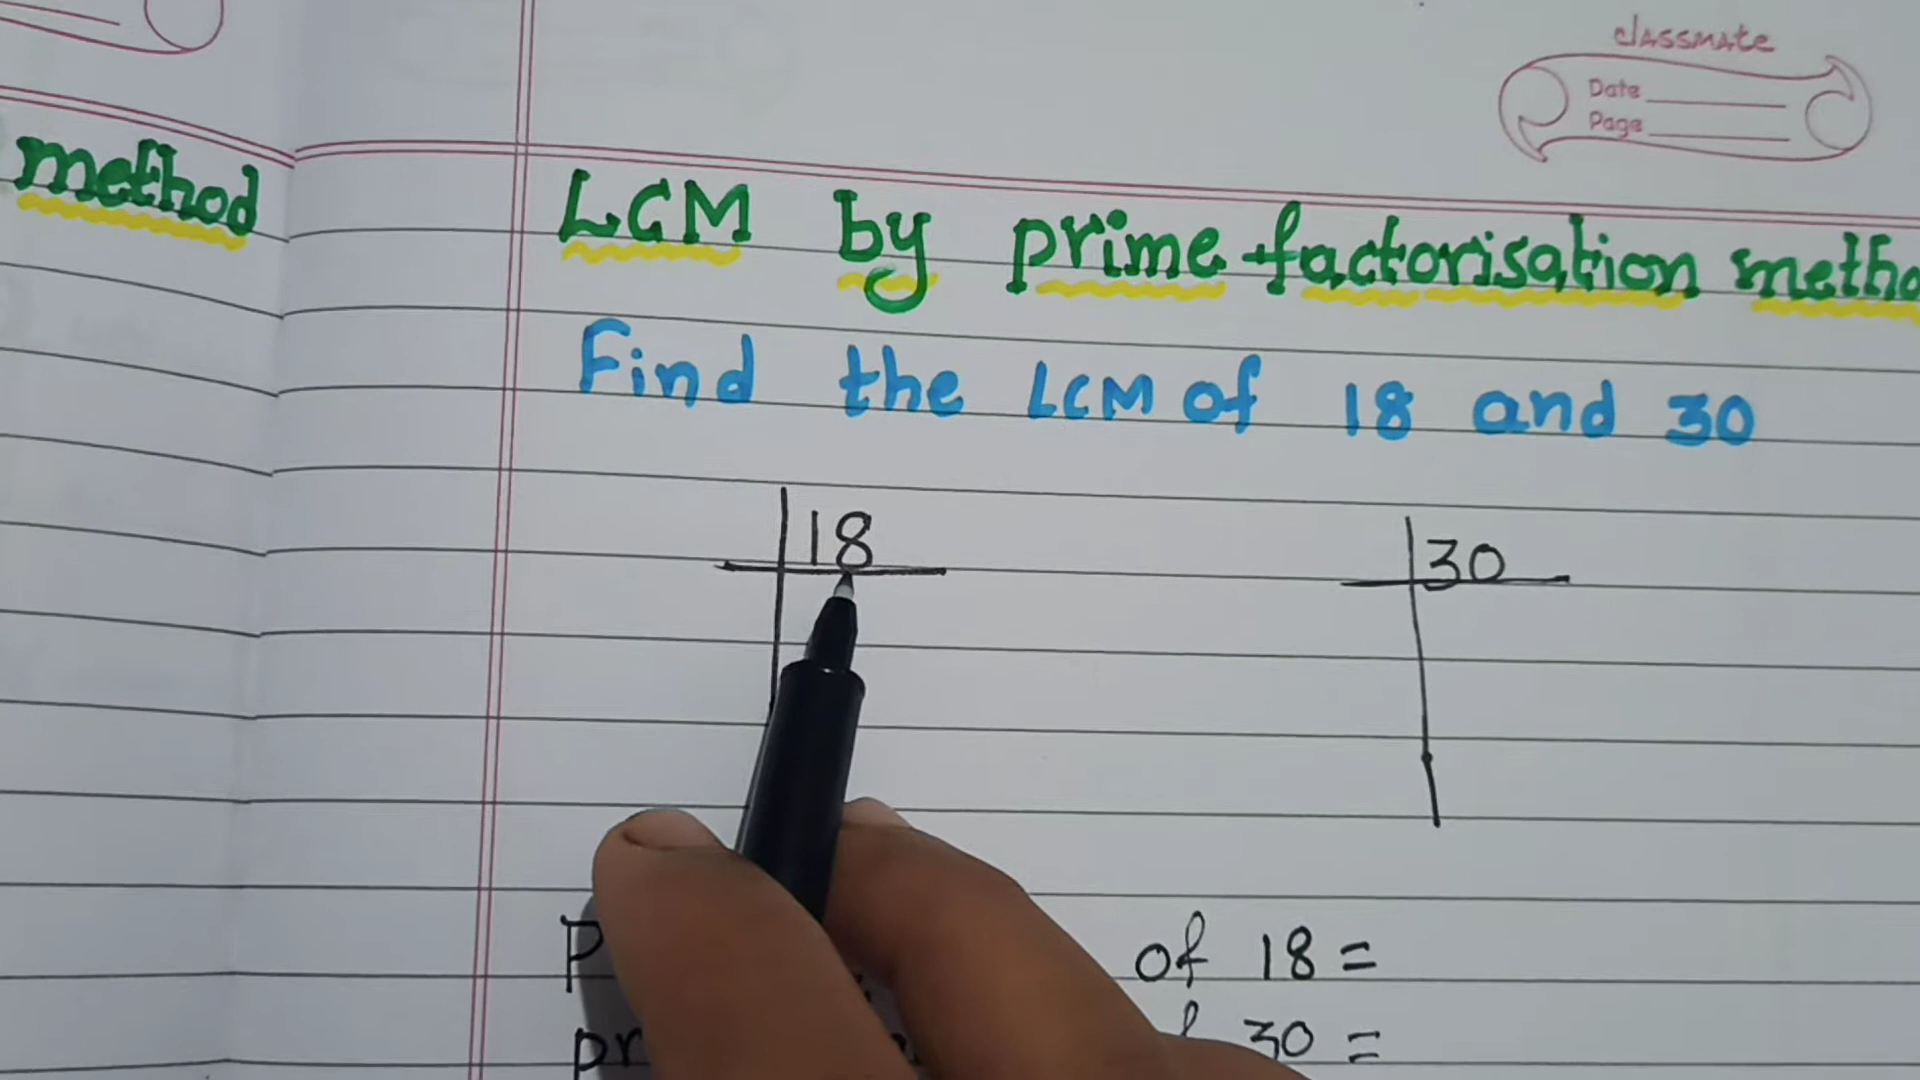 classmate
Date
Page
method
LCM by prime factorisation
Find the LCM of 18 and 30
18
30
of 18 =
30 =